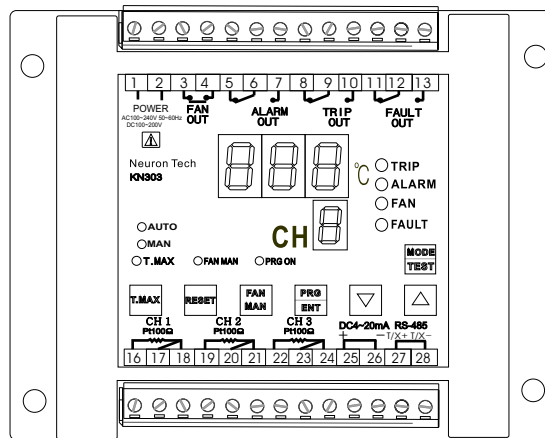 1 2 3 4 5 6 7 8 9 10 11 12 13
POWER
AC100~240V 50~60Hz
DC100~200V
FAN OUT
ALARM OUT
TRIP OUT
FAULT OUT
Neuron Tech
KN303
°C
TRIP
ALARM
FAN
FAULT
CH
AUTO
MAN
T.MAX FAN MAN PRG ON
MODE
TEST
T.MAX RESET FAN MAN PRG ENT
CH 1 CH 2 CH 3 DC4~20mA RS-485
Pt100Ω Pt100Ω Pt100Ω + − T/X+ T/X−
16 17 18 19 20 21 22 23 24 25 26 27 28